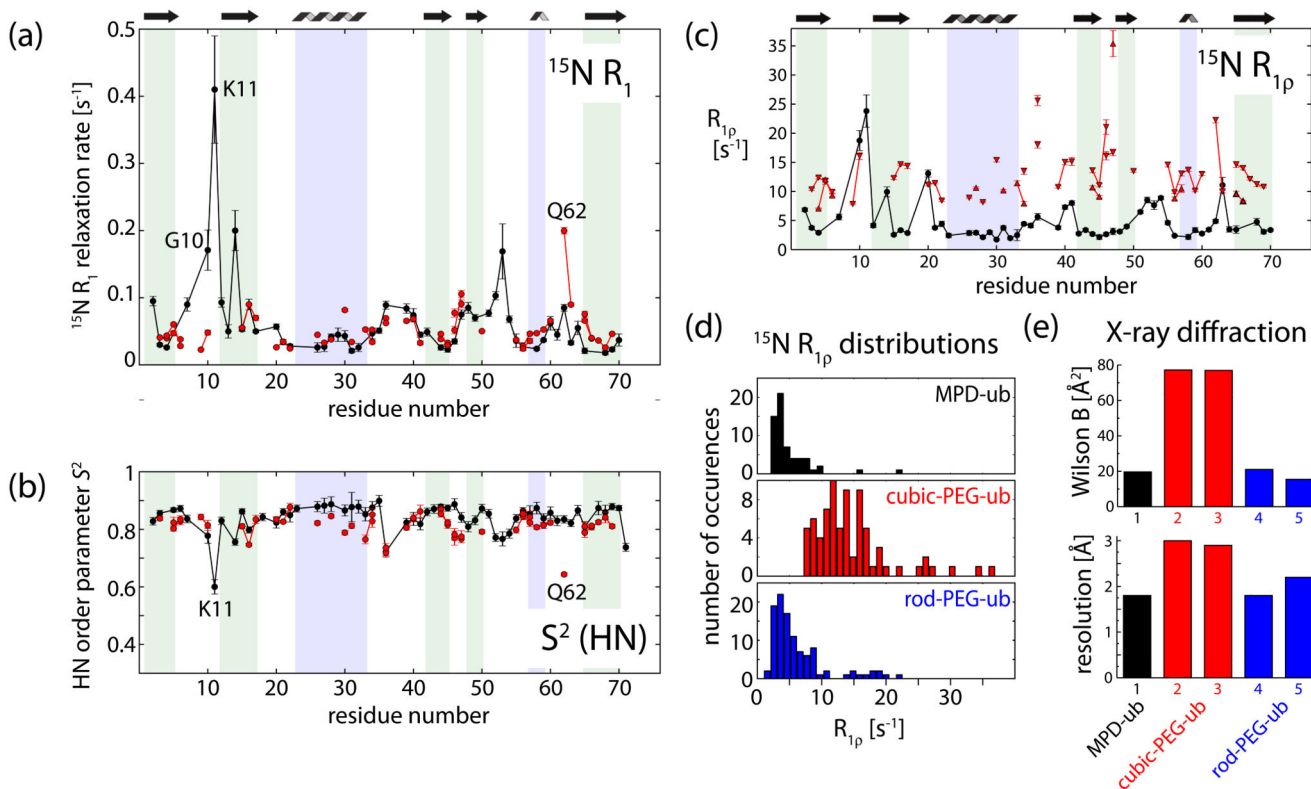 (a)
15N R1
15N R1 relaxation rate [s-1]
0.5
0.4
0.3
0.2
0.1
0
K11
G10
Q62
10 20 30 40 50 60 70
residue number
(b)
HN order parameter S2
1
0.8
0.6
0.4
K11
Q62
S2 (HN)
10 20 30 40 50 60 70
residue number
(c)
15N R1ρ
R1ρ
[s-1]
35
30
25
20
15
10
5
0
0 10 20 30 40 50 60 70
residue number
(d)
15N R1ρ distributions
number of occurences
MPD-ub
20
10
0
cubic-PEG-ub
8
4
0
rod-PEG-ub
20
10
0
0 10 20 30
R1ρ [s-1]
(e)
X-ray diffraction
Wilson B [Å2]
80
60
40
20
0
1 2 3 4 5
resolution [Å]
3
2
1
0
1 2 3 4 5
MPD-ub
cubic-PEG-ub
rod-PEG-ub